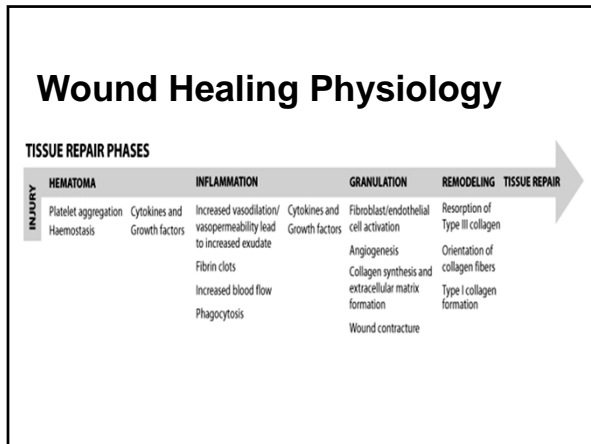 Wound Healing Physiology
TISSUE REPAIR PHASES
INJURY
HEMATOMA
Platelet aggregation
Haemostasis
Cytokines and
Growth factors
INFLAMMATION
Increased vasodilation/
vasopermeability lead
to increased exudate
Fibrin clots
Increased blood flow
Phagocytosis
Cytokines and
Growth factors
GRANULATION
Fibroblast/endothelial
cell activation
Angiogenesis
Collagen synthesis and
extracellular matrix
formation
Wound contracture
REMODELING
Resorption of
Type III collagen
Orientation of
collagen fibers
Type I collagen
formation
TISSUE REPAIR